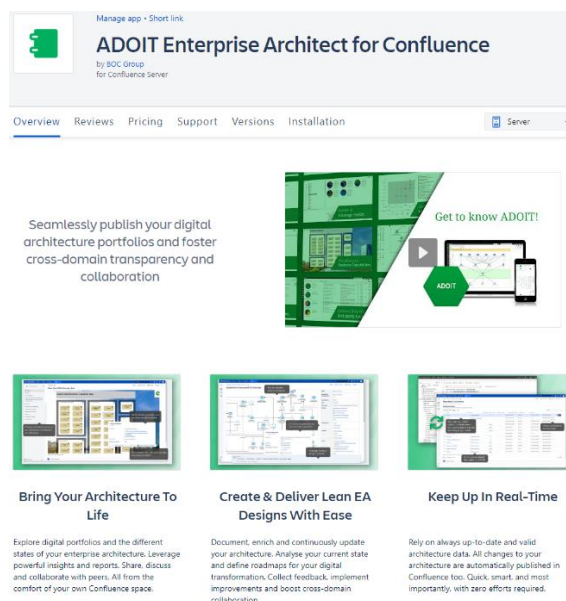 Manage app • Short link
ADOIT Enterprise Architect for Confluence
by BOC Group
for Confluence Server
Overview Reviews Pricing Support Versions Installation
Server
Seamlessly publish your digital
architecture portfolios and foster
cross-domain transparency and
collaboration
Get to know ADOIT!
ADOIT
Bring Your Architecture To
Life
Explore digital portfolios and the different
states of your enterprise architecture. Leverage
powerful insights and reports. Share, discuss
and collaborate with peers. All from the
comfort of your own Confluence space.
Create & Deliver Lean EA
Designs With Ease
Document, enrich and continuously update
your architecture. Analyse your current state
and define roadmaps for your digital
transformation. Collect feedback, implement
improvements and boost cross-domain
collaboration
Keep Up In Real-Time
Rely on always up-to-date and valid
architecture data. All changes to your
architecture are automatically published in
Confluence too. Quick, smart, and most
importantly, with zero efforts required.